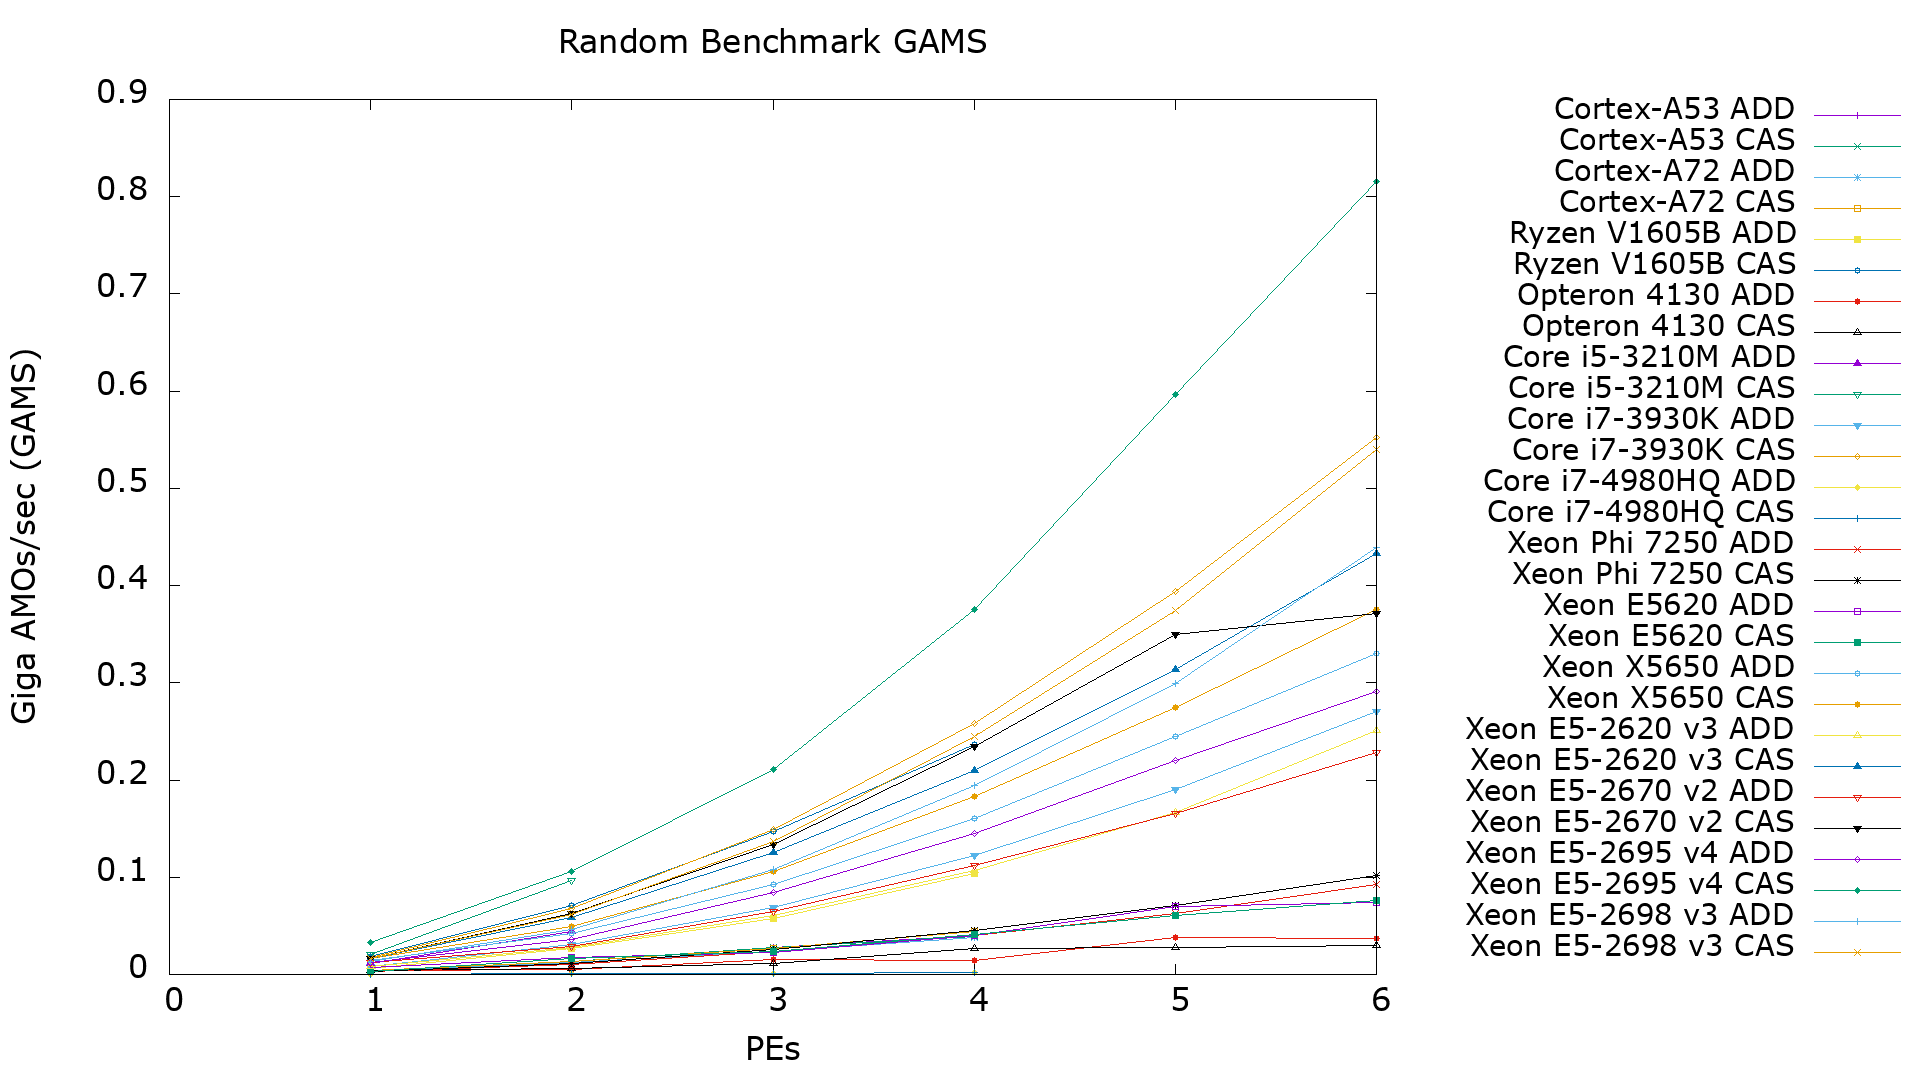 Random Benchmark GAMS
Giga AMOs/sec (GAMS)
0.9
0.8
0.7
0.6
0.5
0.4
0.3
0.2
0.1
0
0 1 2 3 4 5 6
PEs
Cortex-A53 ADD
Cortex-A53 CAS
Cortex-A72 ADD
Cortex-A72 CAS
Ryzen V1605B ADD
Ryzen V1605B CAS
Opteron 4130 ADD
Opteron 4130 CAS
Core i5-3210M ADD
Core i5-3210M CAS
Core i7-3930K ADD
Core i7-3930K CAS
Core i7-4980HQ ADD
Core i7-4980HQ CAS
Xeon Phi 7250 ADD
Xeon Phi 7250 CAS
Xeon E5620 ADD
Xeon E5620 CAS
Xeon X5650 ADD
Xeon X5650 CAS
Xeon E5-2620 v3 ADD
Xeon E5-2620 v3 CAS
Xeon E5-2670 v2 ADD
Xeon E5-2670 v2 CAS
Xeon E5-2695 v4 ADD
Xeon E5-2695 v4 CAS
Xeon E5-2698 v3 ADD
Xeon E5-2698 v3 CAS